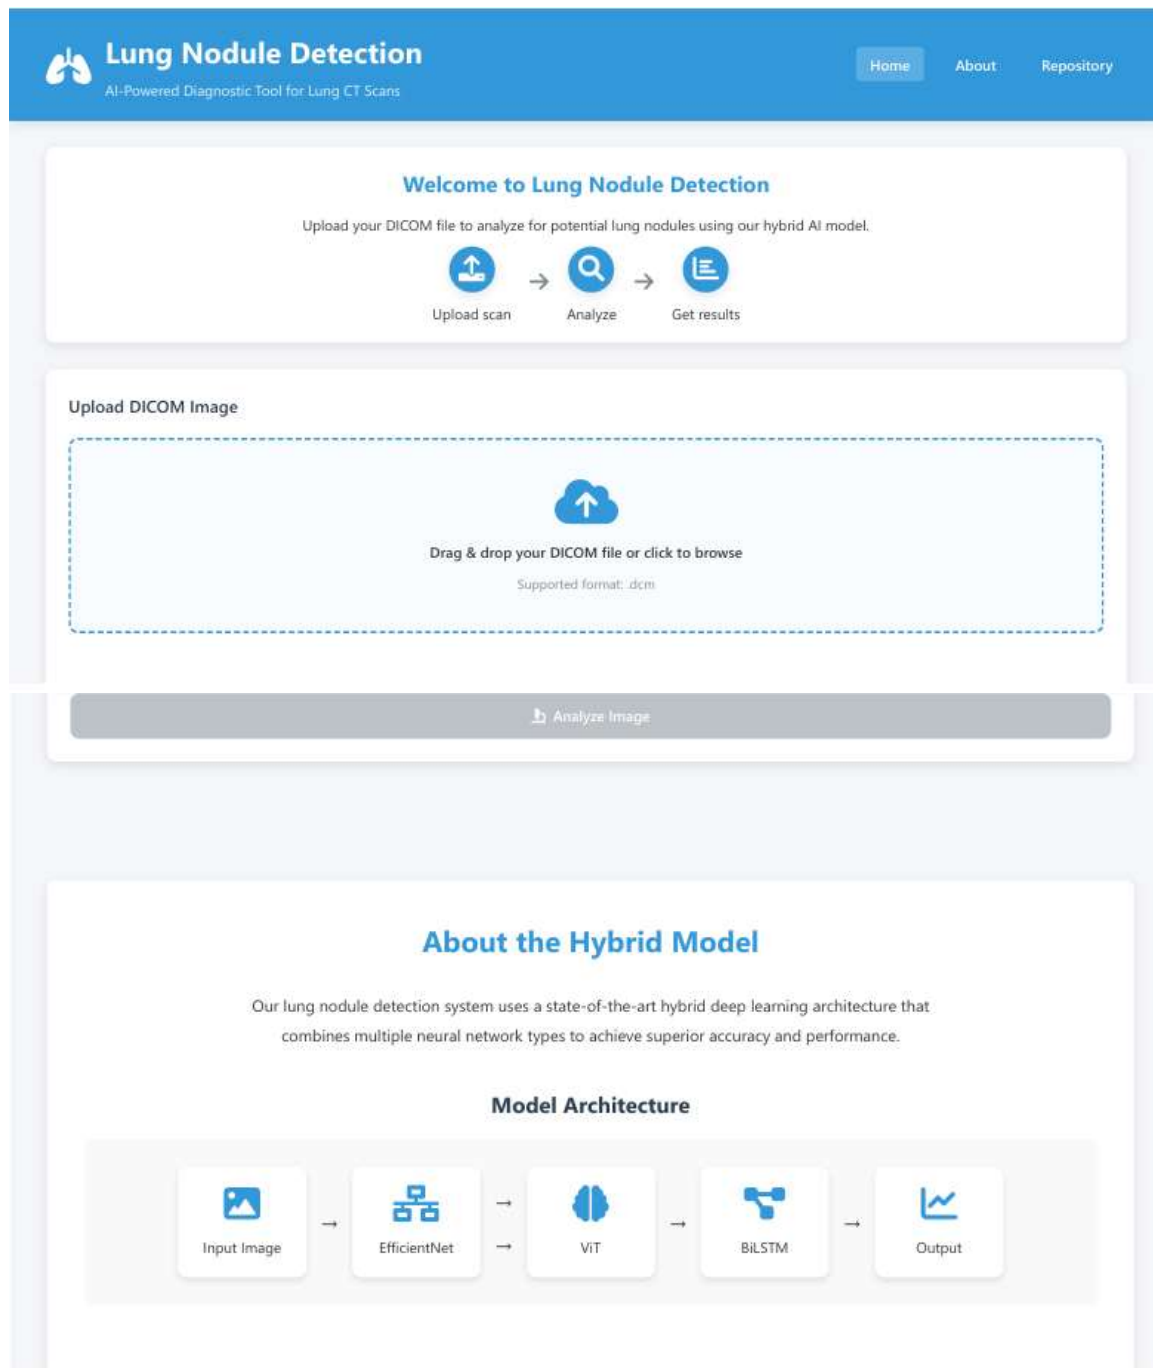 Lung Nodule Detection
AI-Powered Diagnostic Tool for Lung CT Scans
Home About Repository
Welcome to Lung Nodule Detection
Upload your DICOM file to analyze for potential lung nodules using our hybrid AI model.
Upload scan → Analyze → Get results
Upload DICOM Image
Drag & drop your DICOM file or click to browse
Supported format: .dcm
Analyze Image
About the Hybrid Model
Our lung nodule detection system uses a state-of-the-art hybrid deep learning architecture that
combines multiple neural network types to achieve superior accuracy and performance.
Model Architecture
Input Image → EfficientNet → → ViT → BiLSTM → Output